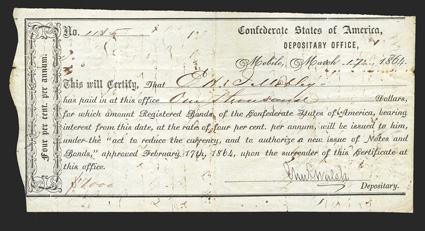 No.
Confederate States of America,
DEPOSITARY OFFICE,
Mobile, March 1864.
This will Certify, That
has paid in at this office One Thousand Dollars,
for which amount Registered Bonds, of the Confederate States of America, bearing
interest from this date, at the rate of four per cent. per annum, will be issued to him,
under the "act to reduce the currency, and to authorize a new issue of Notes and
Bonds," approved February 17th, 1864, upon the surrender of this Certificate at
this office.
$1000
Depositary.
Four per cent. per annum.